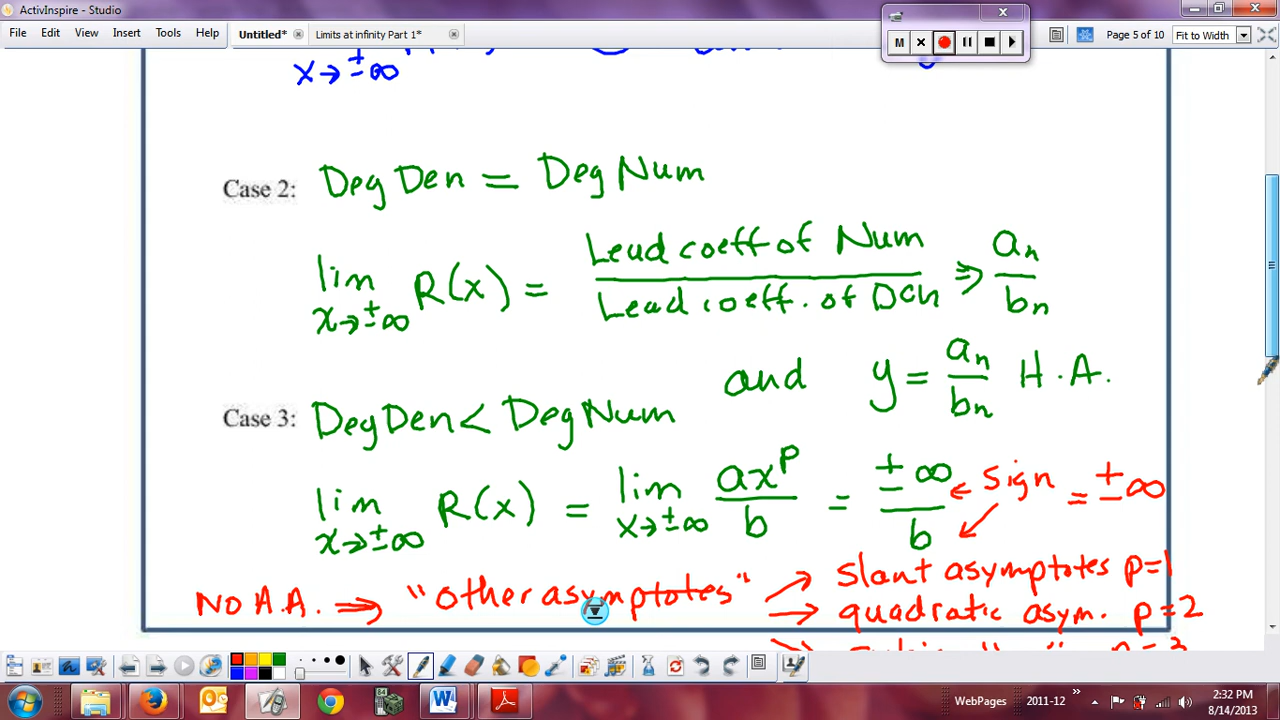 ActivInspire - Studio
File Edit View Insert Tools Help Untitled* Limits at infinity Part 1* Page 5 of 10 Fit to Width
M
x→±∞
Case 2: Deg Den = Deg Num
lim x→±∞ R(x) = Lead coeff of Num / Lead coeff. of Den ⇒ an/bn
and y = an/bn H.A.
Case 3: Deg Den < Deg Num
lim x→±∞ R(x) = lim x→±∞ ax^p/b = ±∞/b sign = ±∞
No H.A. ⇒ "other asymptotes" → slant asymptotes p=1
→ quadratic asym. p=2
p=3
WebPages 2011-12 2:32 PM
8/14/2013